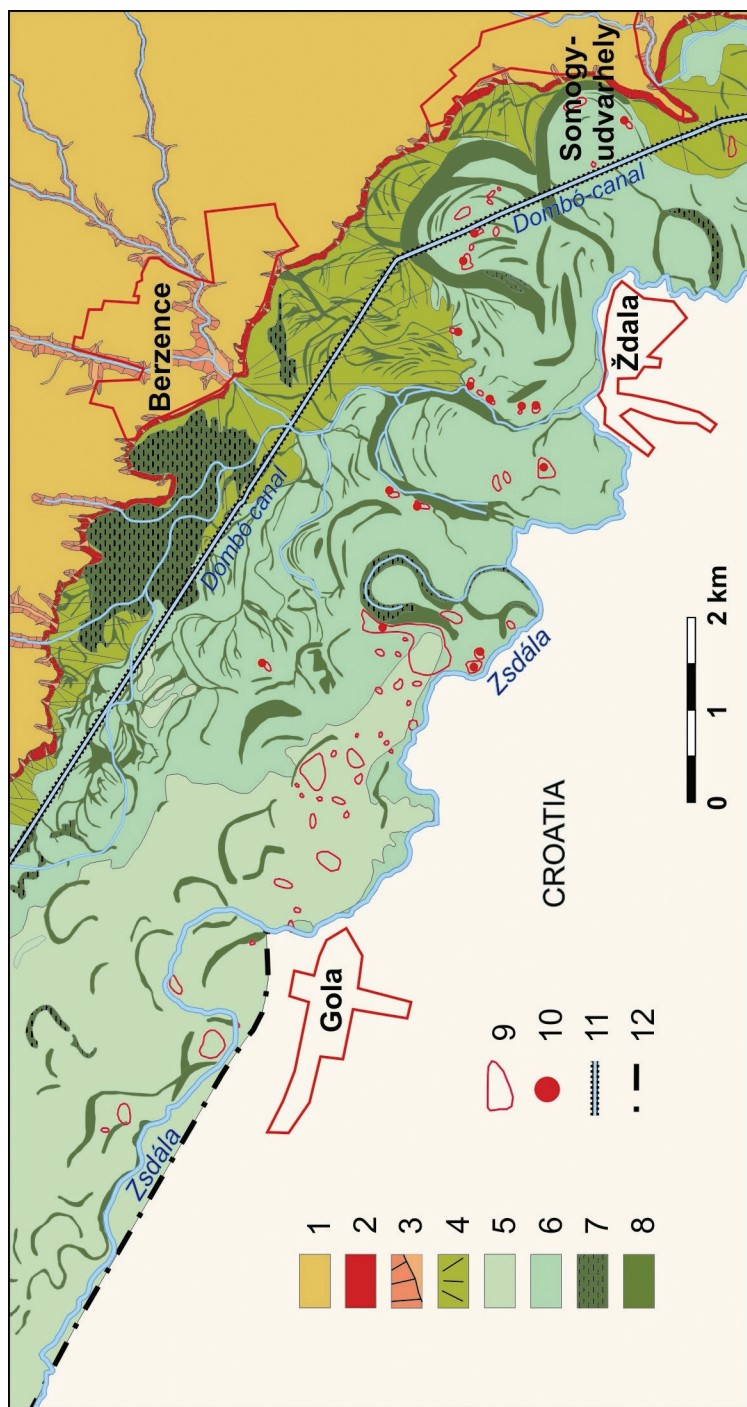 Berzence
Somogy-
udvarhely
Dombó-canal
Dombó-canal
Ždala
Zsdála
Gola
Zsdála
CROATIA
0 1 2 km
1
2
3
4
5
6
7
8
9
10
11
12